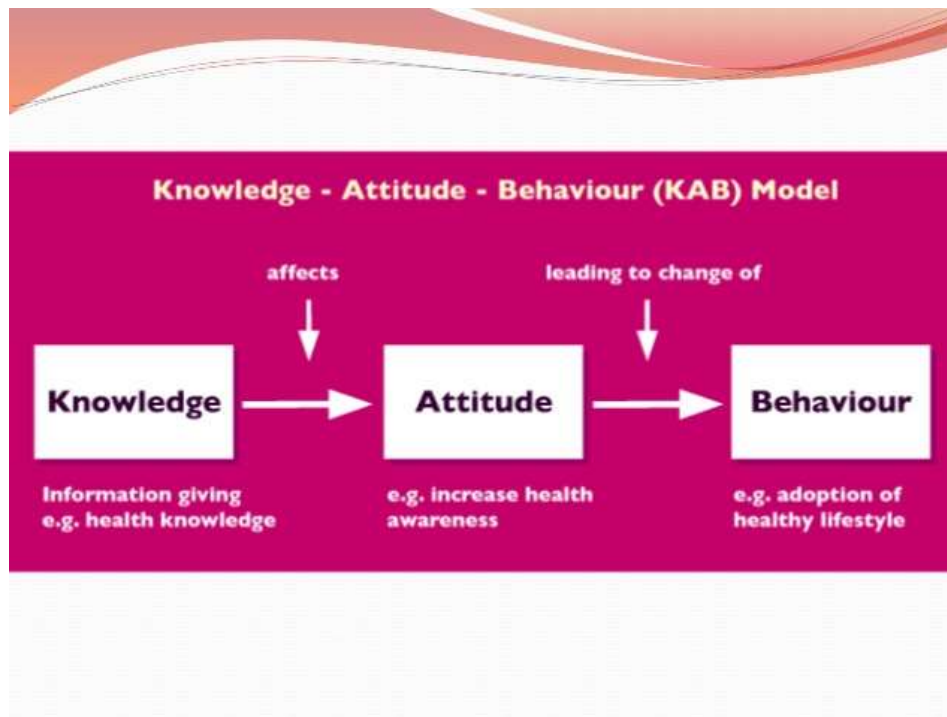 Knowledge - Attitude - Behaviour (KAB) Model
affects
leading to change of
Knowledge
Attitude
Behaviour
Information giving
e.g. health knowledge
e.g. increase health
awareness
e.g. adoption of
healthy lifestyle